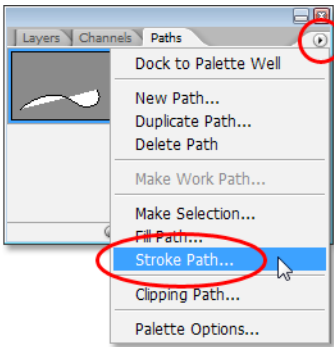 Layers Channels Paths
Dock to Palette Well
New Path...
Duplicate Path...
Delete Path
Make Work Path...
Make Selection...
Fill Path...
Stroke Path...
Clipping Path...
Palette Options...